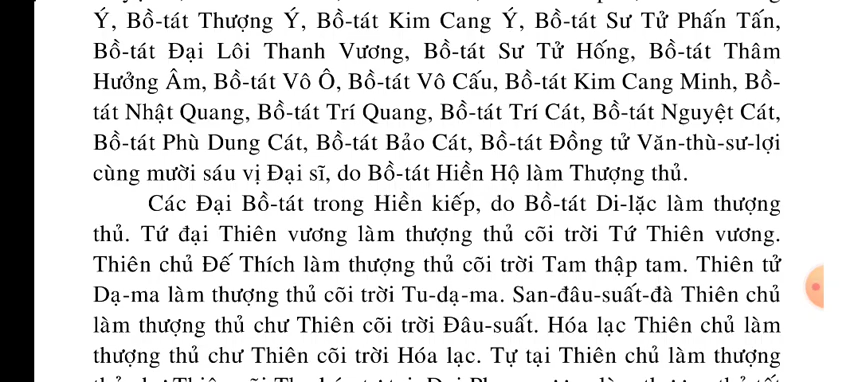 Ý, Bồ-tát Thượng Ý, Bồ-tát Kim Cang Ý, Bồ-tát Sư Tử Phấn Tấn,
Bồ-tát Đại Lôi Thanh Vương, Bồ-tát Sư Tử Hống, Bồ-tát Thâm
Hưởng Âm, Bồ-tát Vô Ô, Bồ-tát Vô Cấu, Bồ-tát Kim Cang Minh, Bồ-
tát Nhật Quang, Bồ-tát Trí Quang, Bồ-tát Trí Cát, Bồ-tát Nguyệt Cát,
Bồ-tát Phù Dung Cát, Bồ-tát Bảo Cát, Bồ-tát Đồng tử Văn-thù-sư-lợi
cùng mười sáu vị Đại sĩ, do Bồ-tát Hiền Hộ làm Thượng thủ.
Các Đại Bồ-tát trong Hiền kiếp, do Bồ-tát Di-lặc làm thượng
thủ. Tứ đại Thiên vương làm thượng thủ cõi trời Tứ Thiên vương.
Thiên chủ Đế Thích làm thượng thủ cõi trời Tam thập tam. Thiên tử
Dạ-ma làm thượng thủ cõi trời Tu-dạ-ma. San-đâu-suất-đà Thiên chủ
làm thượng thủ chư Thiên cõi trời Đâu-suất. Hóa lạc Thiên chủ làm
thượng thủ chư Thiên cõi trời Hóa lạc. Tự tại Thiên chủ làm thượng